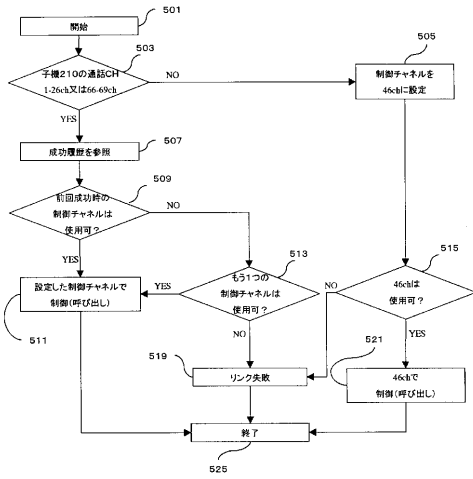 501
開始
503
子機210の通話CH
1-26ch又は66-69ch
NO
505
制御チャネルを
46chに設定
YES
507
成功履歴を参照
509
前回成功時の
制御チャネルは
使用可？
NO
YES
513
もう1つの
制御チャネルは
使用可？
515
46chは
使用可？
設定した制御チャネルで
制御(呼び出し)
YES
NO
511
NO
YES
519
リンク失敗
521
46chで
制御(呼び出し)
終了
525